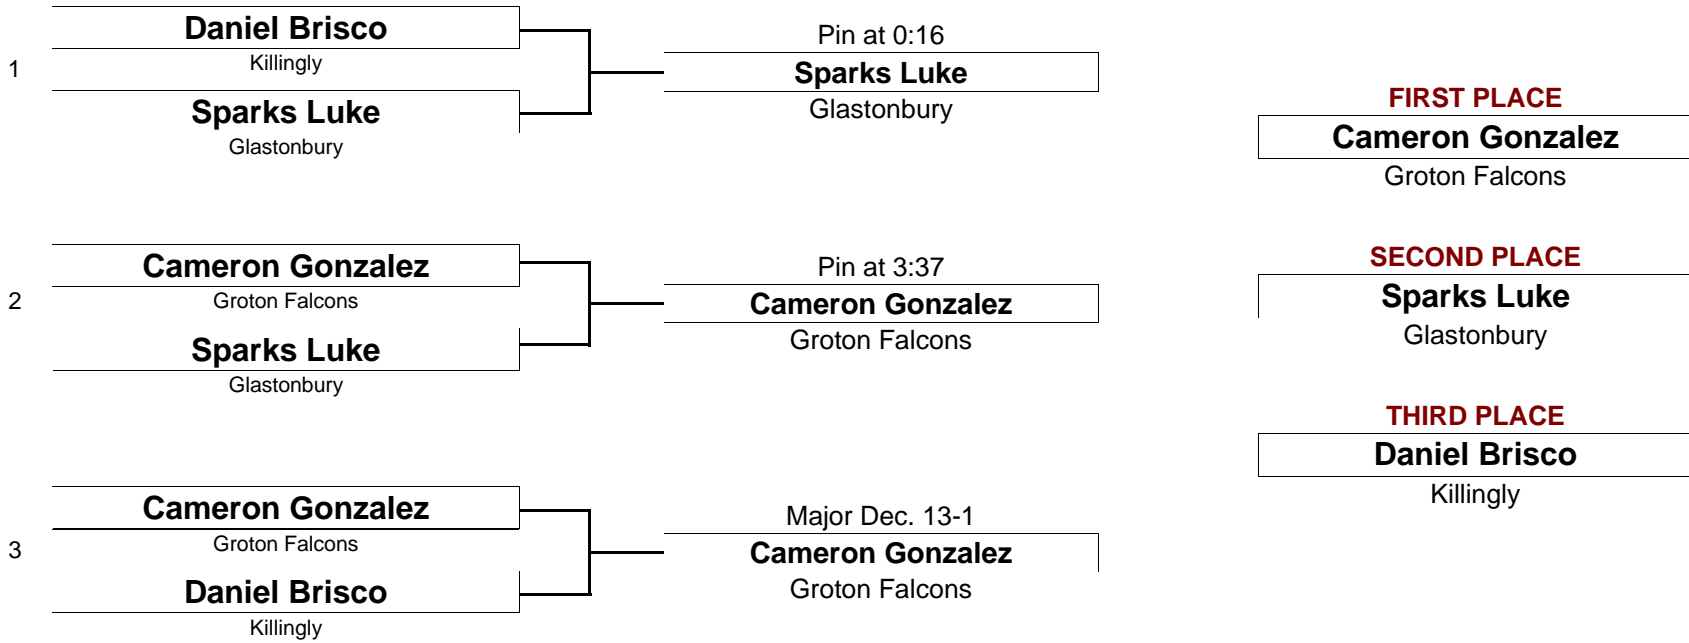 1
Daniel Brisco
Killingly
Sparks Luke
Glastonbury
Pin at 0:16
Sparks Luke
Glastonbury
2
Cameron Gonzalez
Groton Falcons
Sparks Luke
Glastonbury
Pin at 3:37
Cameron Gonzalez
Groton Falcons
3
Cameron Gonzalez
Groton Falcons
Daniel Brisco
Killingly
Major Dec. 13-1
Cameron Gonzalez
Groton Falcons
FIRST PLACE
Cameron Gonzalez
Groton Falcons
SECOND PLACE
Sparks Luke
Glastonbury
THIRD PLACE
Daniel Brisco
Killingly